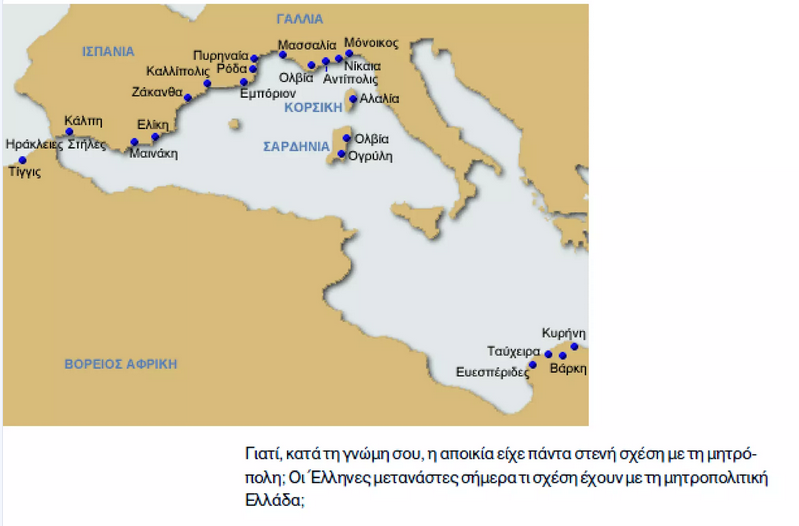 ΓΑΛΛΙΑ
ΙΣΠΑΝΙΑ
Μασσαλία
Μόνοικος
Πυρηναία
Ρόδα
Νίκαια
Καλλίπολις
Ολβία
Αντίπολις
Ζάκανθα
Εμπόριον
Αλαλία
ΚΟΡΣΙΚΗ
Κάλπη
Ελίκη
Ηράκλειες Στήλες
Μαινάκη
Ολβία
ΣΑΡΔΗΝΙΑ
Ογρύλη
Τίγγις
Κυρήνη
Ταύχειρα
ΒΟΡΕΙΟΣ ΑΦΡΙΚΗ
Βάρκη
Ευεσπέριδες
Γιατί, κατά τη γνώμη σου, η αποικία είχε πάντα στενή σχέση με τη μητρό-
πολη; Οι Έλληνες μετανάστες σήμερα τι σχέση έχουν με τη μητροπολιτική
Ελλάδα;